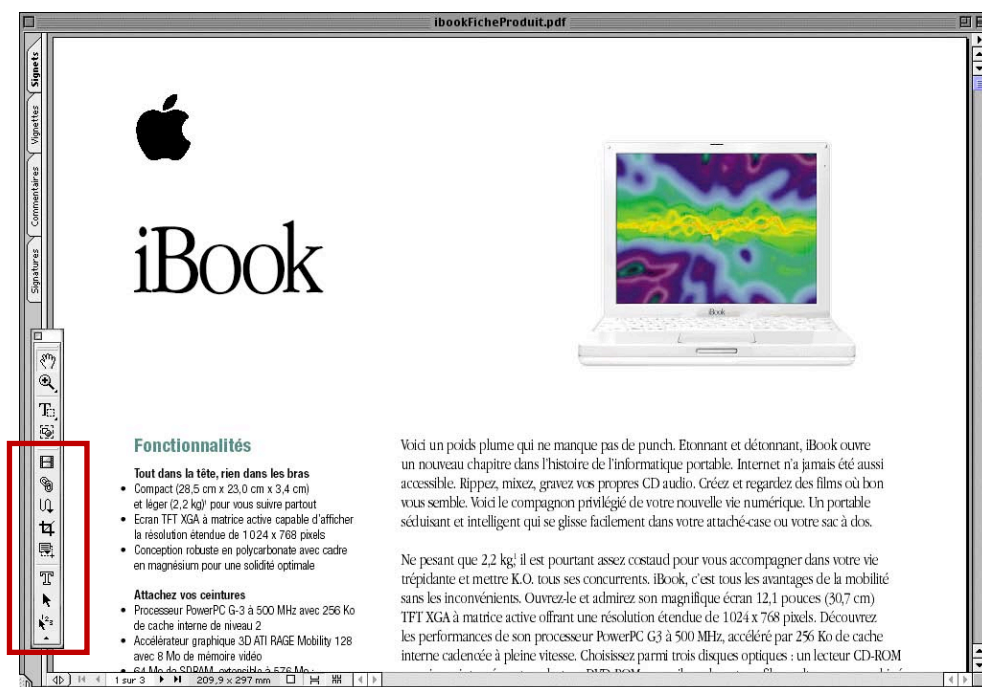 ibookFicheProduit.pdf
Signets
Vignettes
Commentaires
Signatures
iBook
iBook
Fonctionnalités
Tout dans la tête, rien dans les bras
• Compact (28,5 cm x 23,0 cm x 3,4 cm)
et léger (2,2 kg)¹ pour vous suivre partout
• Ecran TFT XGA à matrice active capable d'afficher
la résolution étendue de 1 024 x 768 pixels
• Conception robuste en polycarbonate avec cadre
en magnésium pour une solidité optimale
Attachez vos ceintures
• Processeur PowerPC G-3 à 500 MHz avec 256 Ko
de cache interne de niveau 2
• Accélérateur graphique 3D ATI RAGE Mobility 128
avec 8 Mo de mémoire vidéo
• 64 Mo de SDRAM, extensible à 576 Mo ;
Voici un poids plume qui ne manque pas de punch. Etonnant et détonnant, iBook ouvre
un nouveau chapitre dans l'histoire de l'informatique portable. Internet n'a jamais été aussi
accessible. Rippez, mixez, gravez vos propres CD audio. Créez et regardez des films où bon
vous semble. Voici le compagnon privilégié de votre nouvelle vie numérique. Un portable
séduisant et intelligent qui se glisse facilement dans votre attaché-case ou votre sac à dos.
Ne pesant que 2,2 kg¹, il est pourtant assez costaud pour vous accompagner dans votre vie
trépidante et mettre K.O. tous ses concurrents. iBook, c'est tous les avantages de la mobilité
sans les inconvénients. Ouvrez-le et admirez son magnifique écran 12,1 pouces (30,7 cm)
TFT XGA à matrice active offrant une résolution étendue de 1024 x 768 pixels. Découvrez
les performances de son processeur PowerPC G3 à 500 MHz, accéléré par 256 Ko de cache
interne cadencée à pleine vitesse. Choisissez parmi trois disques optiques : un lecteur CD-ROM
1 sur 3
209,9 x 297 mm